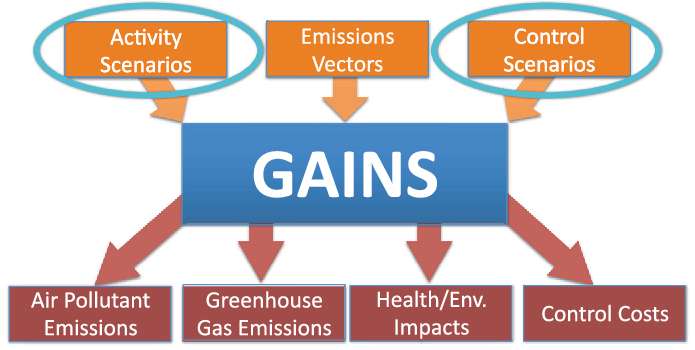 Activity
Scenarios
Emissions
Vectors
Control
Scenarios
GAINS
Air Pollutant
Emissions
Greenhouse
Gas Emissions
Health/Env.
Impacts
Control Costs